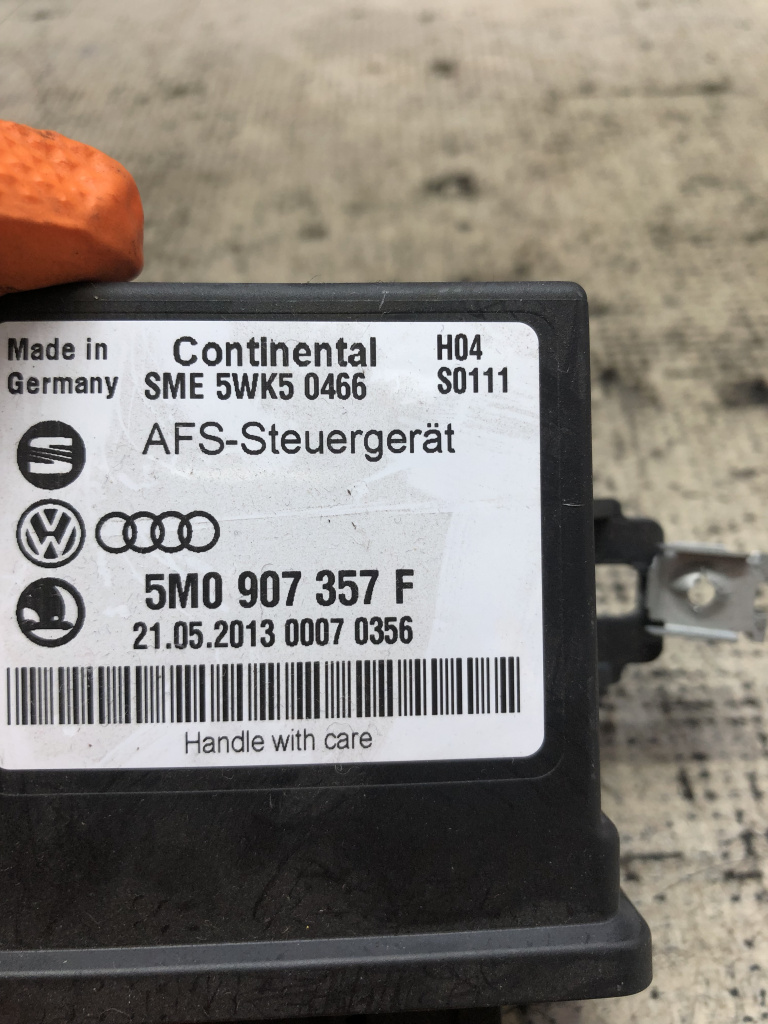 Made in Continental H04
Germany SME 5WK5 0466 S0111
AFS-Steuergerät
5M0 907 357 F
21.05.2013 0007 0356
Handle with care